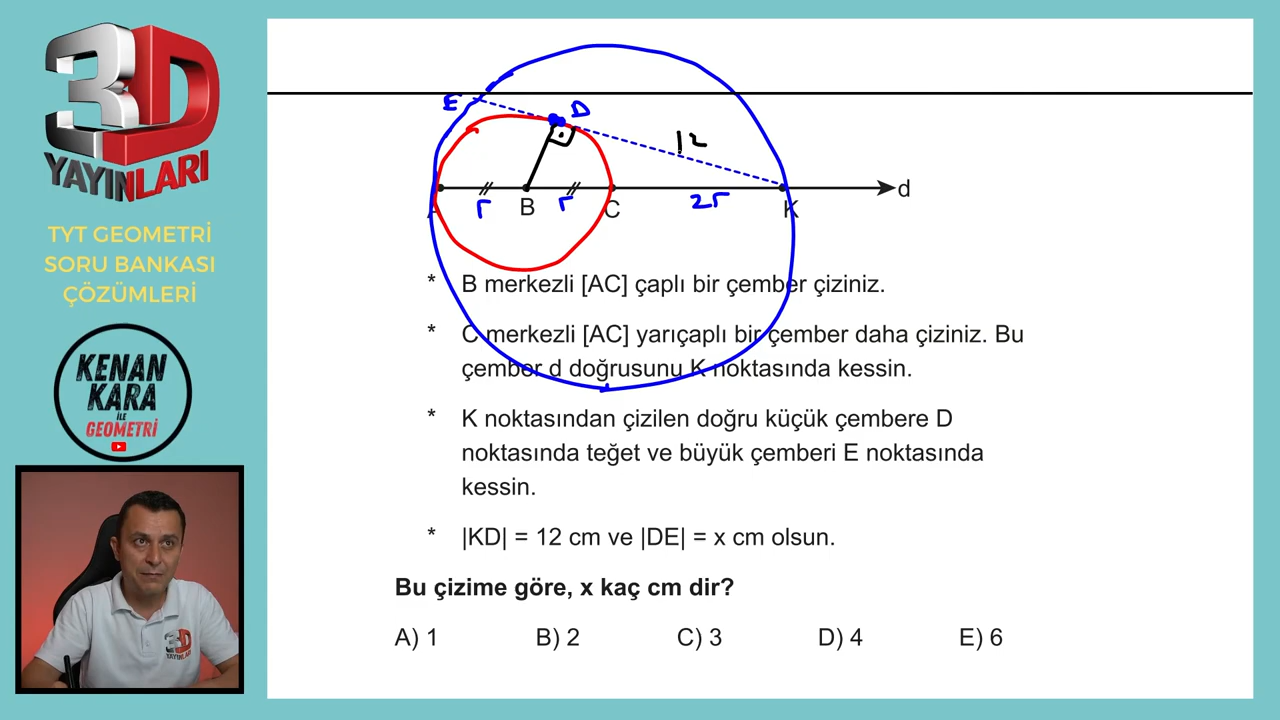 3D
YAYINLARI
TYT GEOMETRİ
SORU BANKASI
ÇÖZÜMLERİ
KENAN
KARA
İLE
GEOMETRİ
3D
YAYINLARI
E D
12
d
A r B r C 2r K
* B merkezli [AC] çaplı bir çember çiziniz.
* C merkezli [AC] yarıçaplı bir çember daha çiziniz. Bu
çember d doğrusunu K noktasında kessin.
* K noktasından çizilen doğru küçük çembere D
noktasında teğet ve büyük çemberi E noktasında
kessin.
* |KD| = 12 cm ve |DE| = x cm olsun.
Bu çizime göre, x kaç cm dir?
A) 1 B) 2 C) 3 D) 4 E) 6